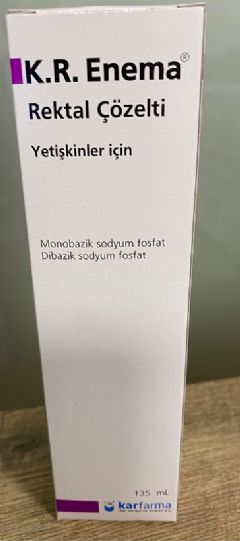 K.R. Enema®
Rektal Çözelti
Yetişkinler için
Monobazik sodyum fosfat
Dibazik sodyum fosfat
135 mL
karfarma